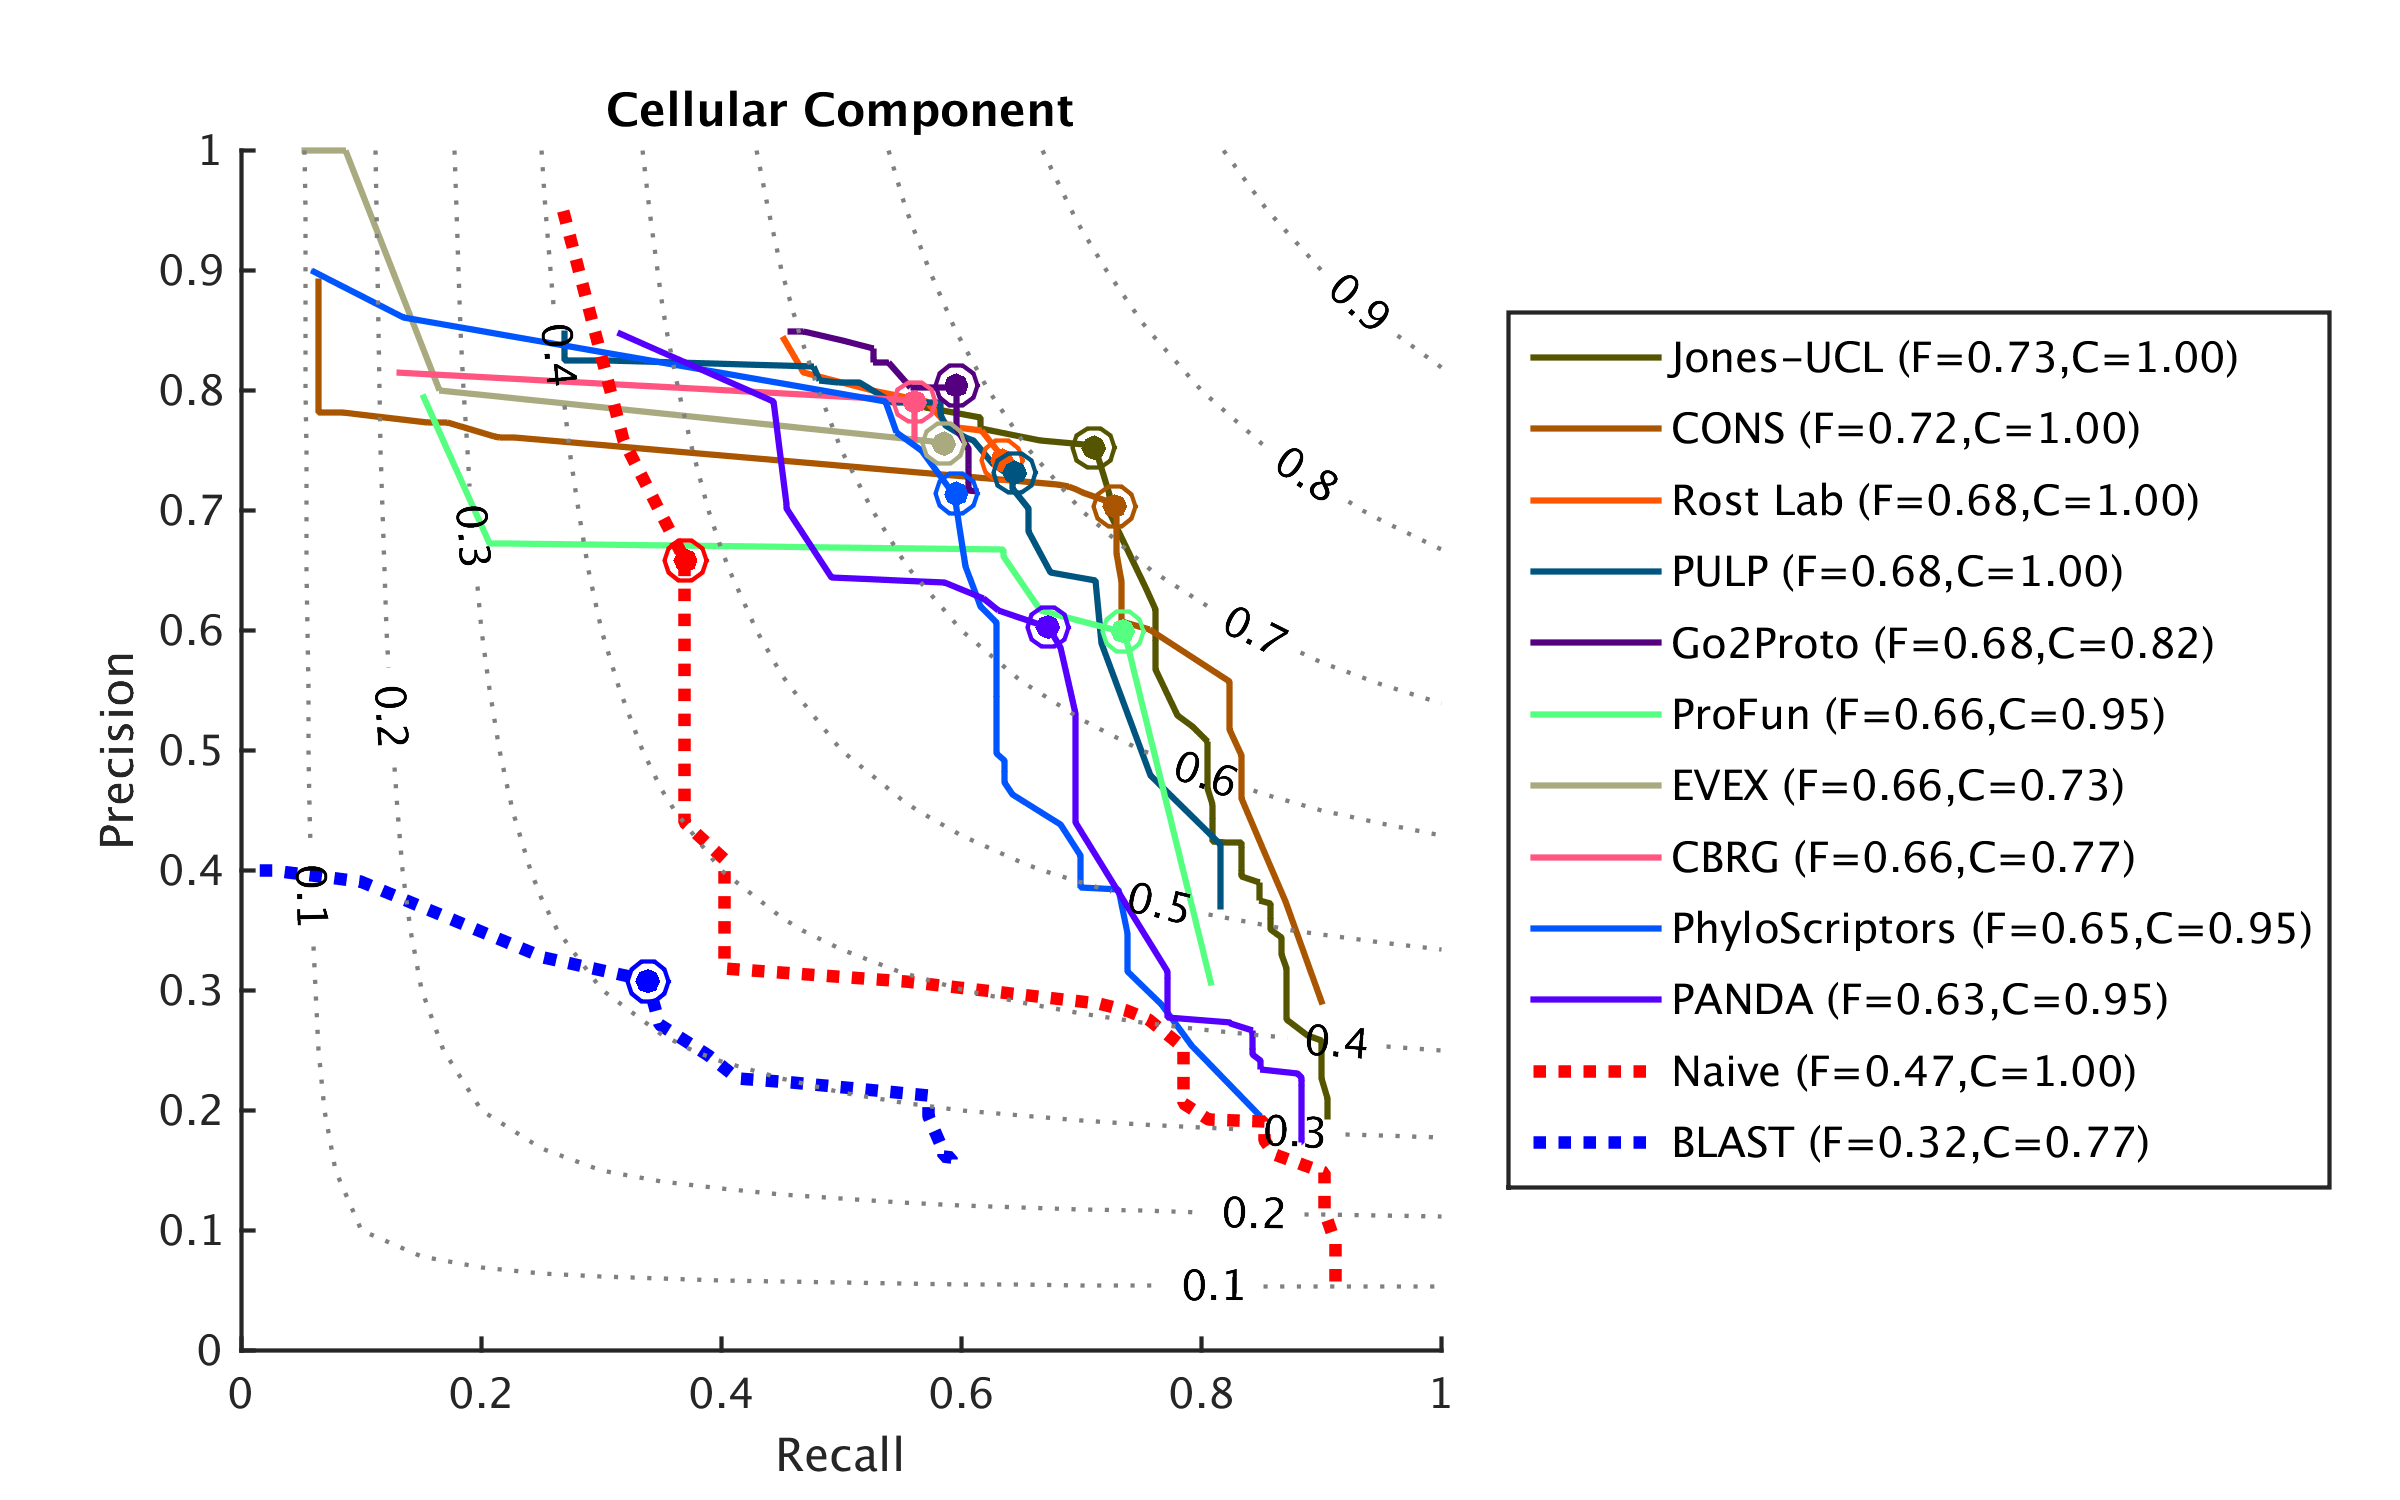 Cellular Component
1
0.9
0.8
0.7
0.6
0.5
0.4
0.3
0.2
0.1
0
Precision
0
0.2
0.4
0.6
0.8
1
Recall
0.9
0.8
0.7
0.6
0.5
0.4
0.3
0.2
0.1
0.4
0.3
0.2
0.1
Jones-UCL (F=0.73,C=1.00)
CONS (F=0.72,C=1.00)
Rost Lab (F=0.68,C=1.00)
PULP (F=0.68,C=1.00)
Go2Proto (F=0.68,C=0.82)
ProFun (F=0.66,C=0.95)
EVEX (F=0.66,C=0.73)
CBRG (F=0.66,C=0.77)
PhyloScriptors (F=0.65,C=0.95)
PANDA (F=0.63,C=0.95)
Naive (F=0.47,C=1.00)
BLAST (F=0.32,C=0.77)